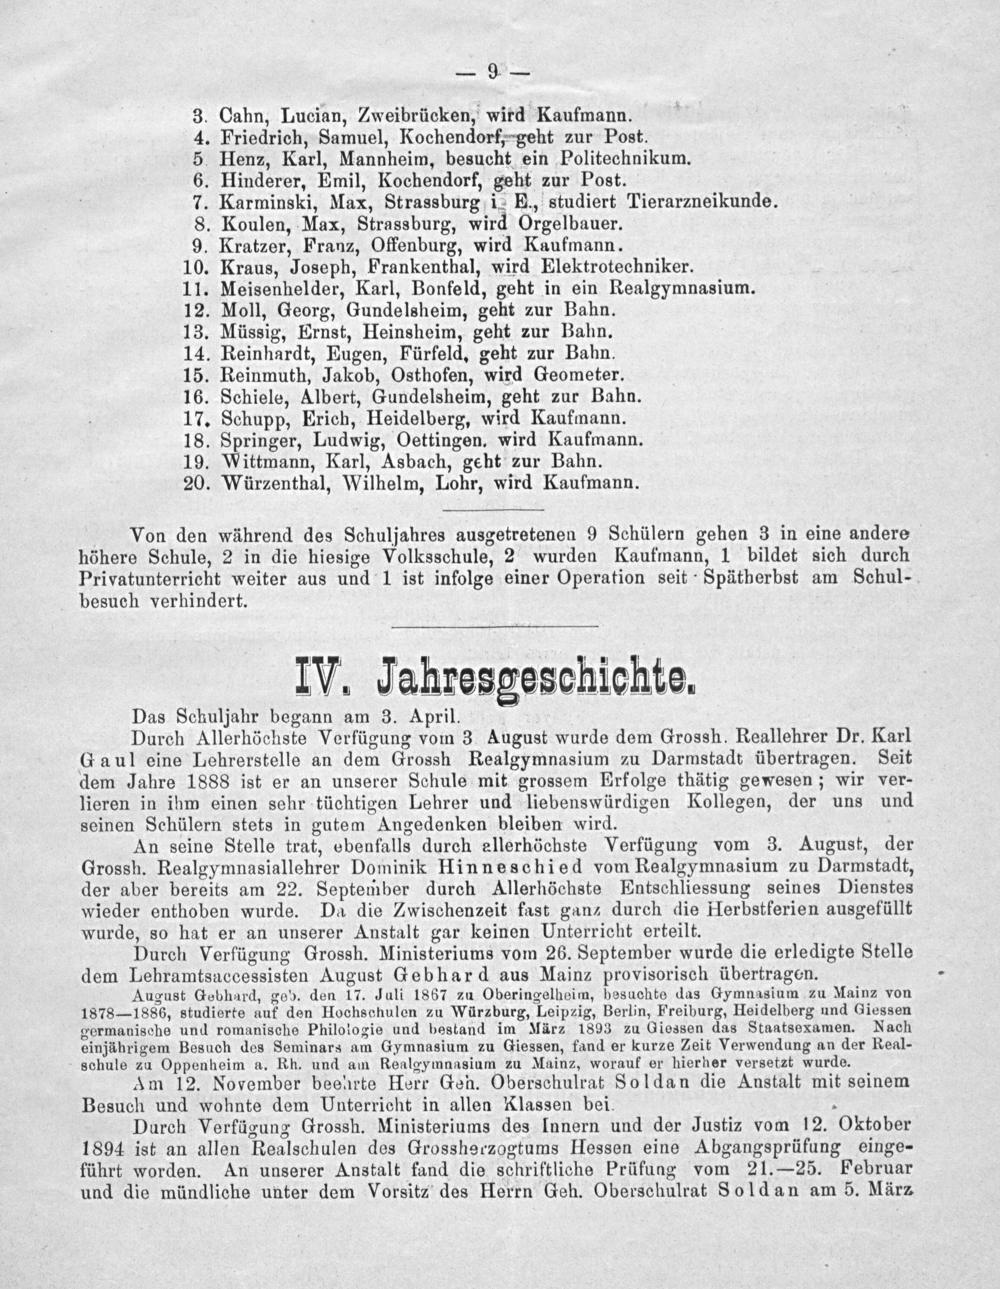 — 9 —
3. Cahn, Lucian, Zweibrücken, wird Kaufmann.
4. Friedrich, Samuel, Kochendorf, geht zur Post.
5 Henz, Karl, Mannheim, besucht ein Politechnikum.
6. Hinderer, Emil, Kochendorf, geht zur Post.
7. Karminski, Max, Strassburg i. E., studiert Tierarzneikunde.
8. Koulen, Max, Strassburg, wird Orgelbauer.
9. Kratzer, Franz, Offenburg, wird Kaufmann.
10. Kraus, Joseph, Frankenthal, wird Elektrotechniker.
11. Meisenhelder, Karl, Bonfeld, geht in ein Realgymnasium.
12. Moll, Georg, Gundelsheim, geht zur Bahn.
13. Müssig, Ernst, Heinsheim, geht zur Bahn.
14. Reinhardt, Eugen, Fürfeld, geht zur Bahn.
15. Reinmuth, Jakob, Osthofen, wird Geometer.
16. Schiele, Albert, Gundelsheim, geht zur Bahn.
17. Schupp, Erich, Heidelberg, wird Kaufmann.
18. Springer, Ludwig, Oettingen. wird Kaufmann.
19. Wittmann, Karl, Asbach, geht zur Bahn.
20. Würzenthal, Wilhelm, Lohr, wird Kaufmann.
Von den während des Schuljahres ausgetretenen 9 Schülern gehen 3 in eine andere
höhere Schule, 2 in die hiesige Volksschule, 2 wurden Kaufmann, 1 bildet sich durch
Privatunterricht weiter aus und 1 ist infolge einer Operation seit Spätherbst am Schul-
besuch verhindert.
IV. Jahresgeschichte.
Das Schuljahr begann am 3. April.
Durch Allerhöchste Verfügung vom 3 August wurde dem Grossh. Reallehrer Dr. Karl
Gaul eine Lehrerstelle an dem Grossh Realgymnasium zu Darmstadt übertragen. Seit
dem Jahre 1888 ist er an unserer Schule mit grossem Erfolge thätig gewesen; wir ver-
lieren in ihm einen sehr tüchtigen Lehrer und liebenswürdigen Kollegen, der uns und
seinen Schülern stets in gutem Angedenken bleiben wird.
An seine Stelle trat, ebenfalls durch allerhöchste Verfügung vom 3. August, der
Grossh. Realgymnasiallehrer Dominik Hinneschied vom Realgymnasium zu Darmstadt,
der aber bereits am 22. September durch Allerhöchste Entschliessung seines Dienstes
wieder enthoben wurde. Da die Zwischenzeit fast ganz durch die Herbstferien ausgefüllt
wurde, so hat er an unserer Anstalt gar keinen Unterricht erteilt.
Durch Verfügung Grossh. Ministeriums vom 26. September wurde die erledigte Stelle
dem Lehramtsaccessisten August Gebhard aus Mainz provisorisch übertragen.
August Gebhard, geb. den 17. Juli 1867 zu Oberingelheim, besuchte das Gymnasium zu Mainz von
1878—1886, studierte auf den Hochschulen zu Würzburg, Leipzig, Berlin, Freiburg, Heidelberg und Giessen
germanische und romanische Philologie und bestand im März 1893 zu Giessen das Staatsexamen. Nach
einjährigem Besuch des Seminars am Gymnasium zu Giessen, fand er kurze Zeit Verwendung an der Real-
schule zu Oppenheim a. Rh. und am Realgymnasium zu Mainz, worauf er hierher versetzt wurde.
Am 12. November beehrte Herr Geh. Oberschulrat Soldan die Anstalt mit seinem
Besuch und wohnte dem Unterricht in allen Klassen bei.
Durch Verfügung Grossh. Ministeriums des Innern und der Justiz vom 12. Oktober
1894 ist an allen Realschulen des Grossherzogtums Hessen eine Abgangsprüfung einge-
führt worden. An unserer Anstalt fand die schriftliche Prüfung vom 21.—25. Februar
und die mündliche unter dem Vorsitz des Herrn Geh. Oberschulrat Soldan am 5. März